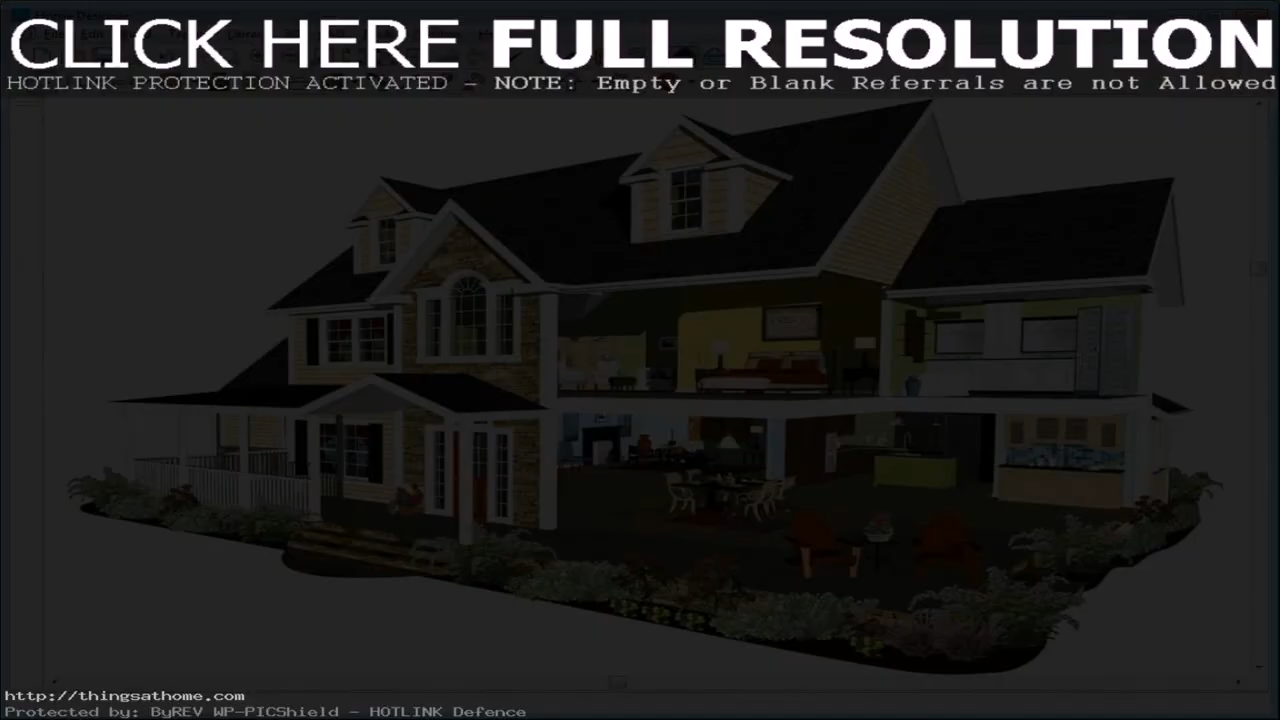 CLICK HERE FULL RESOLUTION
HOTLINK PROTECTION ACTIVATED - NOTE: Empty or Blank Referrals are not Allowed
http://thingsathome.com
Protected by: ByREV WP-PICShield - HOTLINK Defence